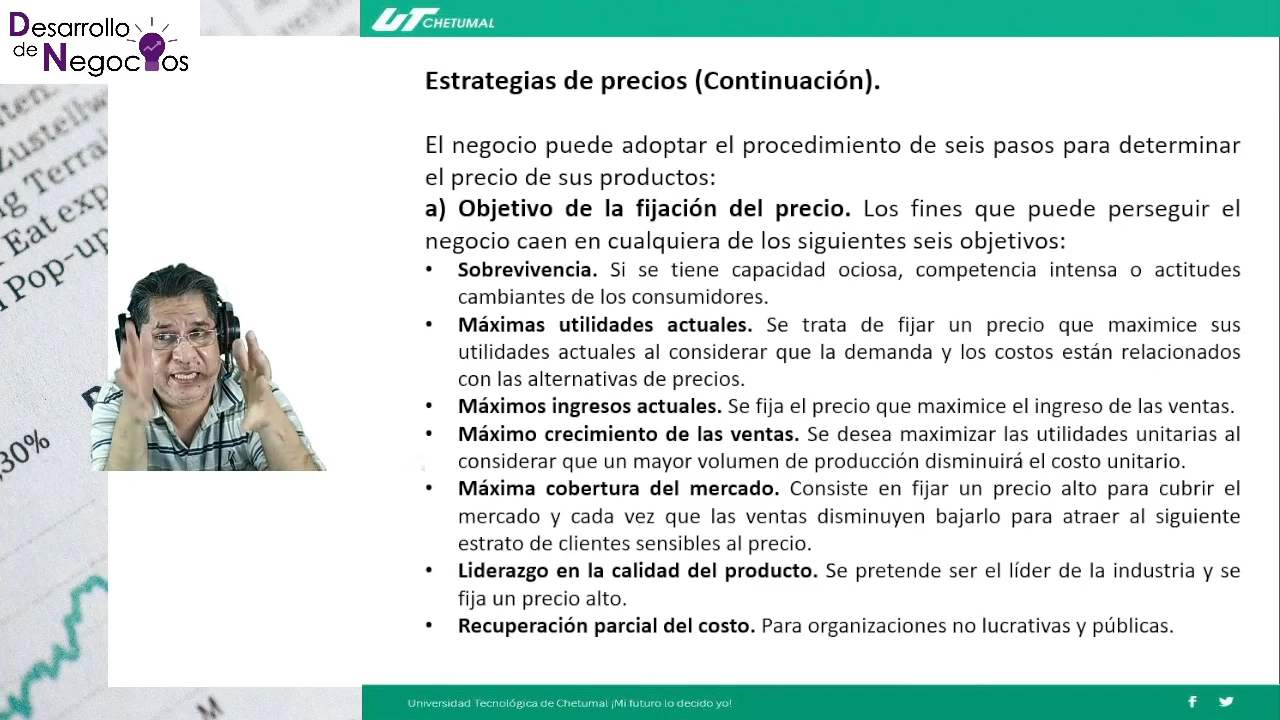 Desarrollo
de Negocios
UT CHETUMAL
Estrategias de precios (Continuación).
El negocio puede adoptar el procedimiento de seis pasos para determinar
el precio de sus productos:
a) Objetivo de la fijación del precio. Los fines que puede perseguir el
negocio caen en cualquiera de los siguientes seis objetivos:
• Sobrevivencia. Si se tiene capacidad ociosa, competencia intensa o actitudes
cambiantes de los consumidores.
• Máximas utilidades actuales. Se trata de fijar un precio que maximice sus
utilidades actuales al considerar que la demanda y los costos están relacionados
con las alternativas de precios.
• Máximos ingresos actuales. Se fija el precio que maximice el ingreso de las ventas.
• Máximo crecimiento de las ventas. Se desea maximizar las utilidades unitarias al
considerar que un mayor volumen de producción disminuirá el costo unitario.
• Máxima cobertura del mercado. Consiste en fijar un precio alto para cubrir el
mercado y cada vez que las ventas disminuyen bajarlo para atraer al siguiente
estrato de clientes sensibles al precio.
• Liderazgo en la calidad del producto. Se pretende ser el líder de la industria y se
fija un precio alto.
• Recuperación parcial del costo. Para organizaciones no lucrativas y públicas.
Zustell
ng Terra
Eat exp
Pop-up
,30%
M
Universidad Tecnológica de Chetumal ¡Mi futuro lo decido yo!